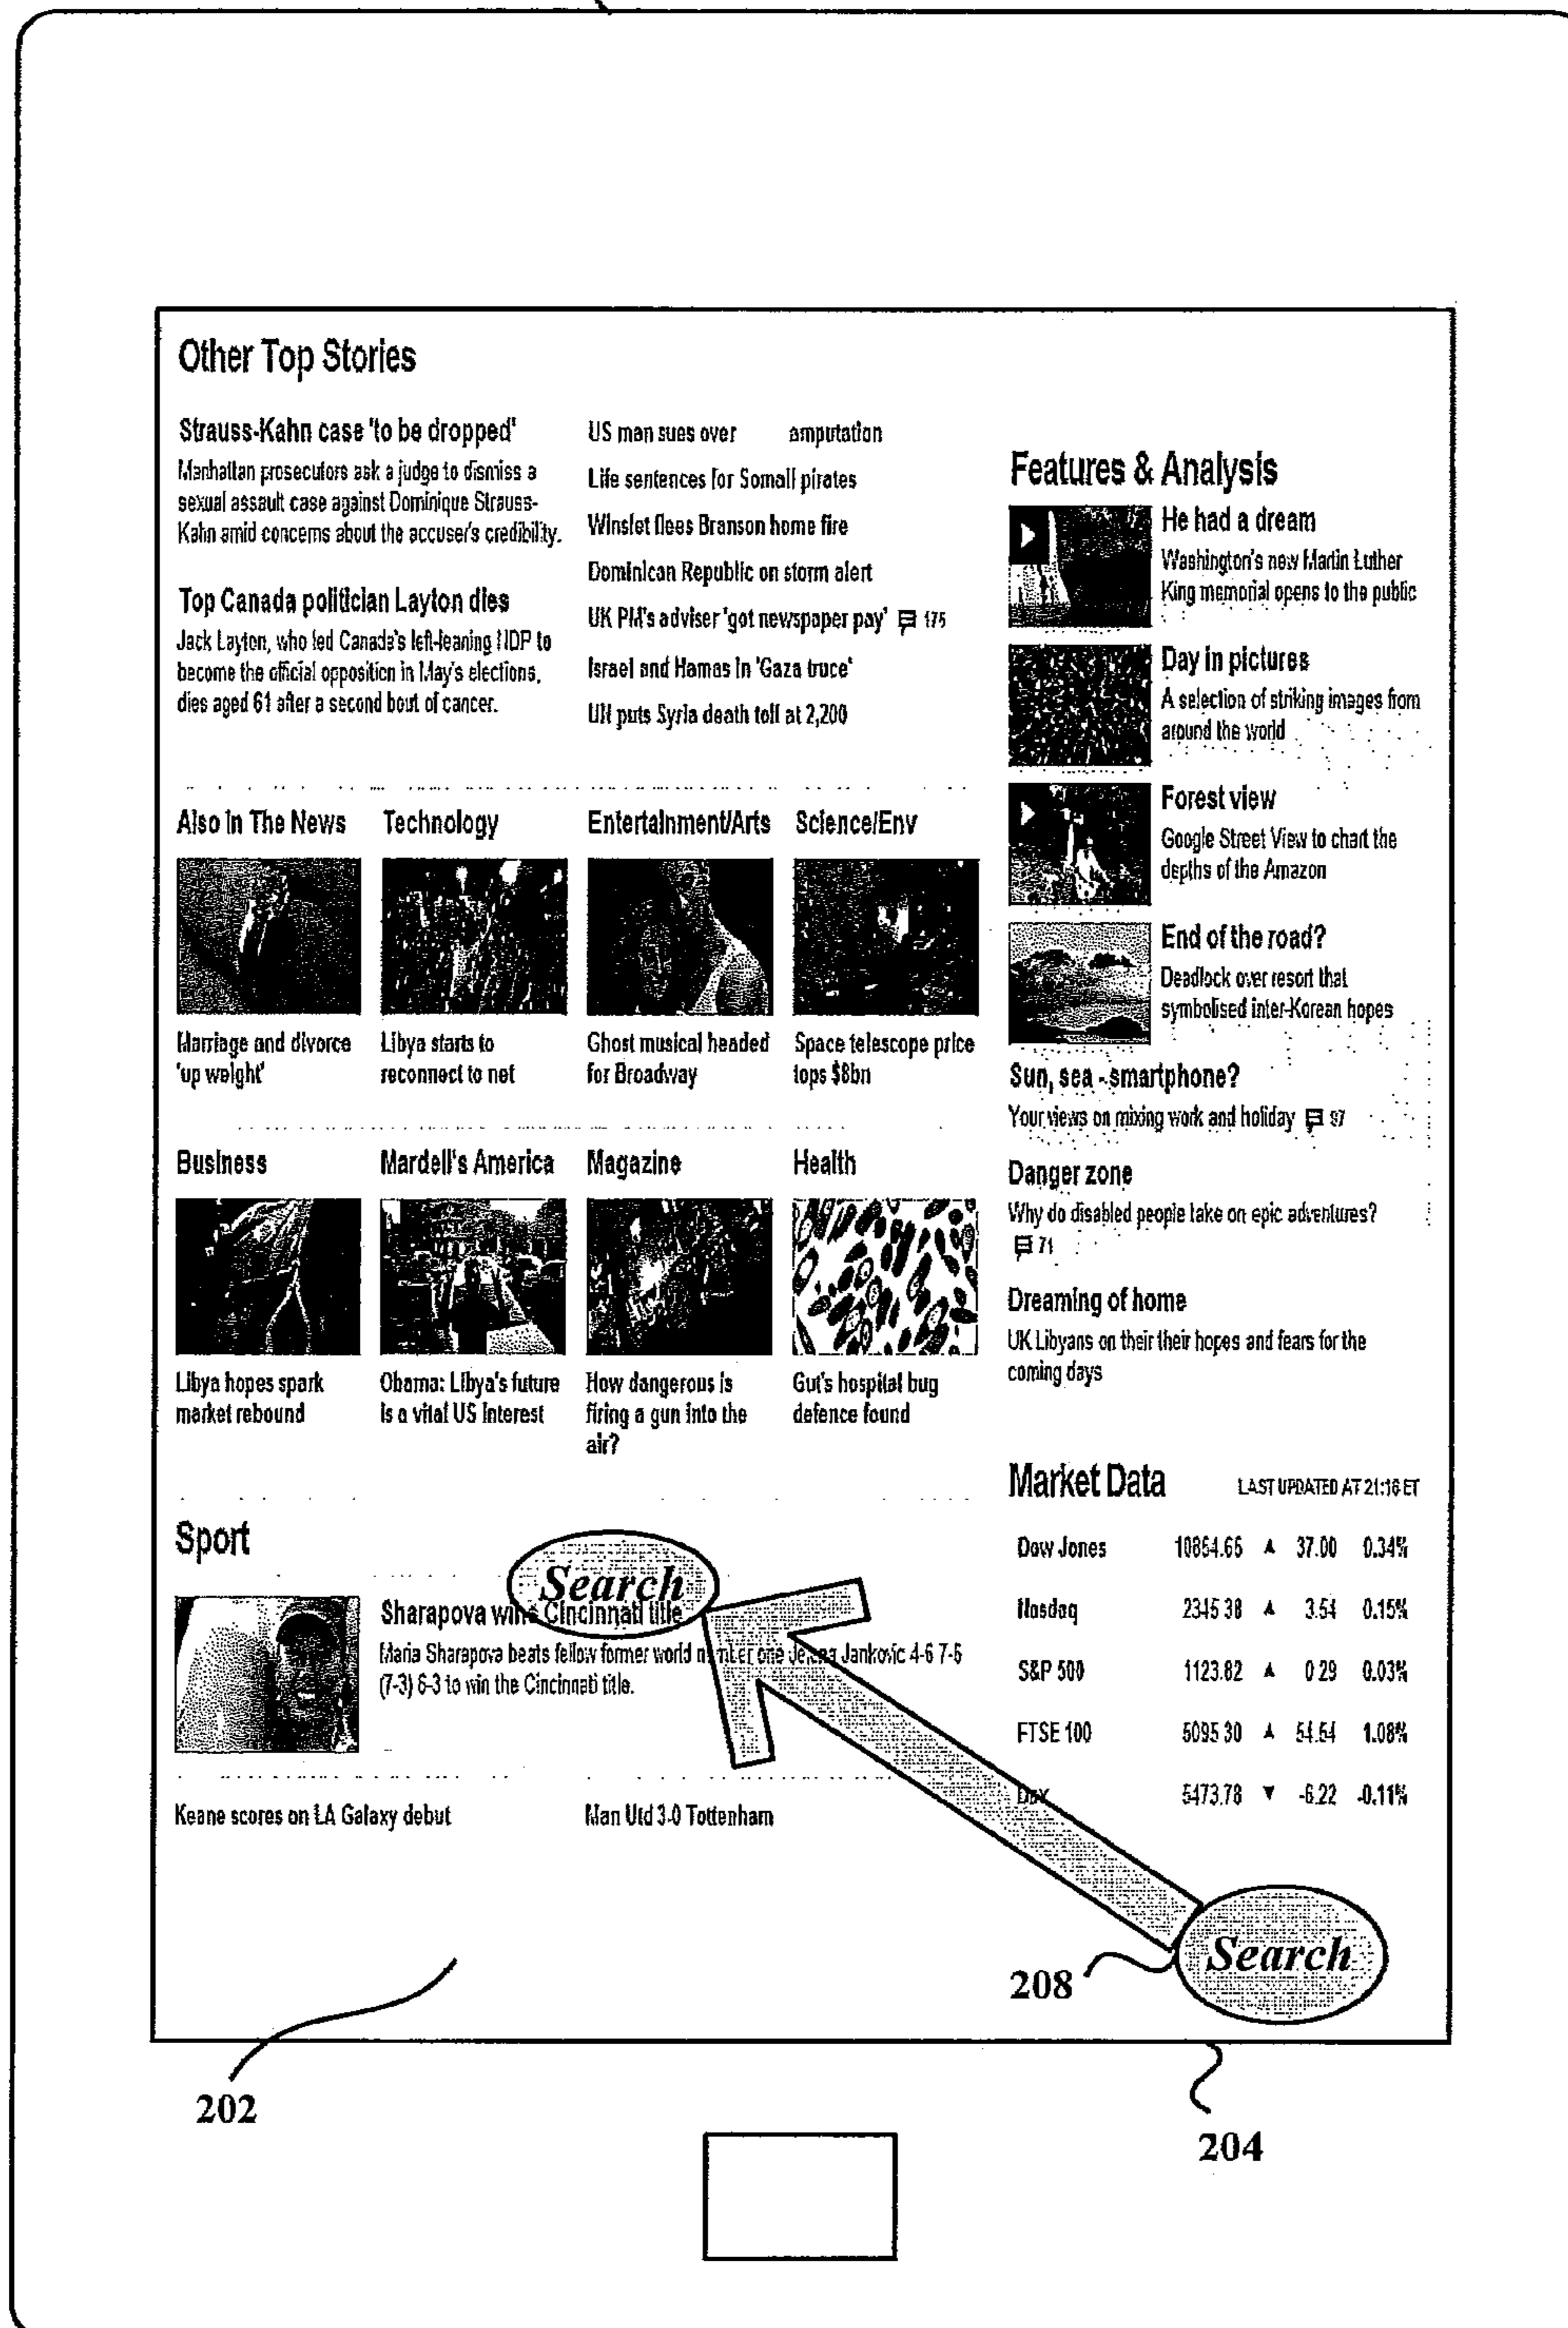 Other Top Stories
Strauss-Kahn case 'to be dropped'
Manhattan prosecutors ask a judge to dismiss a
sexual assault case against Dominique Strauss-
Kahn amid concerns about the accuser's credibility.
Top Canada politician Layton dies
Jack Layton, who led Canada's left-leaning NDP to
become the official opposition in May's elections,
dies aged 61 after a second bout of cancer.
US man sues over amputation
Life sentences for Somali pirates
Winslet flees Branson home fire
Dominican Republic on storm alert
UK PM's adviser 'got newspaper pay' 175
Israel and Hamas in 'Gaza truce'
UN puts Syria death toll at 2,200
Features & Analysis
He had a dream
Washington's new Martin Luther
King memorial opens to the public
Day in pictures
A selection of striking images from
around the world
Forest view
Google Street View to chart the
depths of the Amazon
End of the road?
Deadlock over resort that
symbolised inter-Korean hopes
Sun, sea - smartphone?
Your views on mixing work and holiday 97
Danger zone
Why do disabled people take on epic adventures?
71
Dreaming of home
UK Libyans on their their hopes and fears for the
coming days
Also in The News
Marriage and divorce
'up weight'
Technology
Libya starts to
reconnect to net
Entertainment/Arts
Ghost musical headed
for Broadway
Science/Env
Space telescope price
tops $8bn
Business
Libya hopes spark
market rebound
Mardell's America
Obama: Libya's future
is a vital US interest
Magazine
How dangerous is
firing a gun into the
air?
Health
Gut's hospital bug
defence found
Market Data LAST UPDATED AT 21:16 ET
Dow Jones 10854.65 ▲ 37.00 0.34%
Nasdaq 2345.38 ▲ 3.54 0.15%
S&P 500 1123.82 ▲ 0.29 0.03%
FTSE 100 5095.30 ▲ 54.54 1.08%
Dax 5473.78 ▼ -6.22 -0.11%
Sport
Search
Sharapova wins Cincinnati title
Maria Sharapova beats fellow former world number one Jelena Jankovic 4-6 7-6
(7-3) 6-3 to win the Cincinnati title.
Keane scores on LA Galaxy debut
Man Utd 3-0 Tottenham
Search
208
202
204